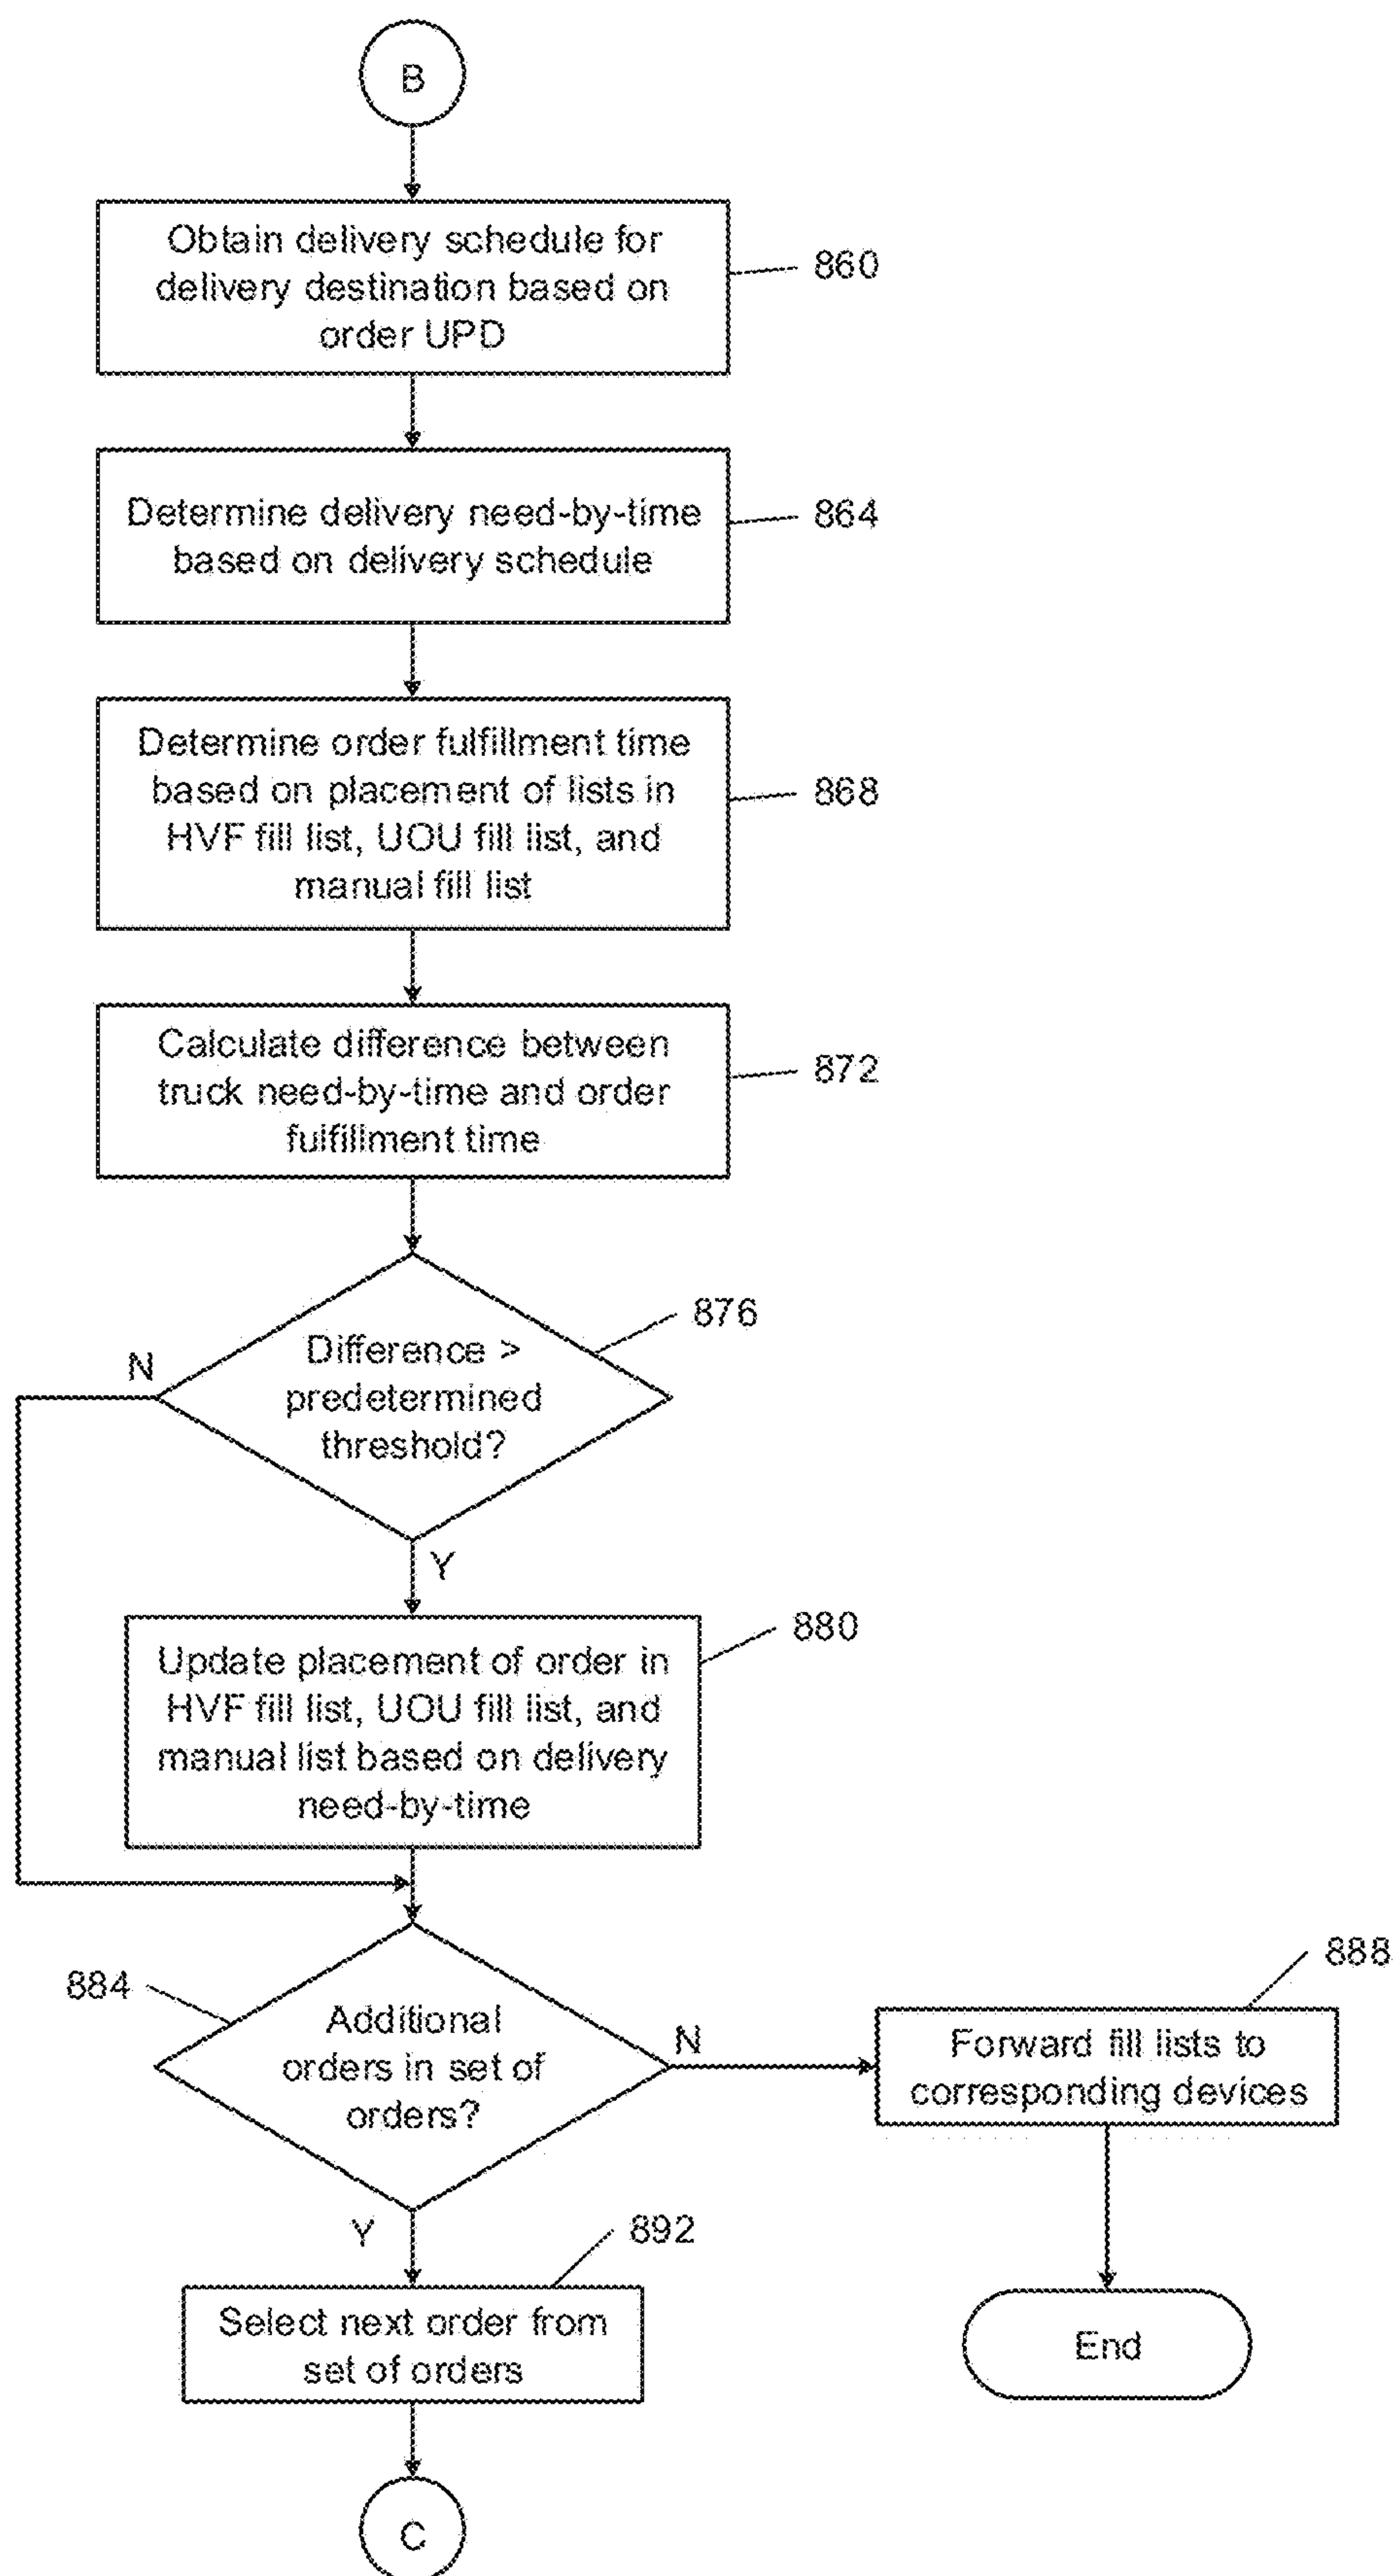 B
Obtain delivery schedule for
delivery destination based on
order UPD
860
Determine delivery need-by-time
based on delivery schedule
864
Determine order fulfillment time
based on placement of lists in
HVF fill list, UOU fill list, and
manual fill list
868
Calculate difference between
truck need-by-time and order
fulfillment time
872
Difference >
predetermined
threshold?
876
N
Y
Update placement of order in
HVF fill list, UOU fill list, and
manual list based on delivery
need-by-time
880
884
Additional
orders in set of
orders?
N
888
Forward fill lists to
corresponding devices
Y
892
Select next order from
set of orders
End
C